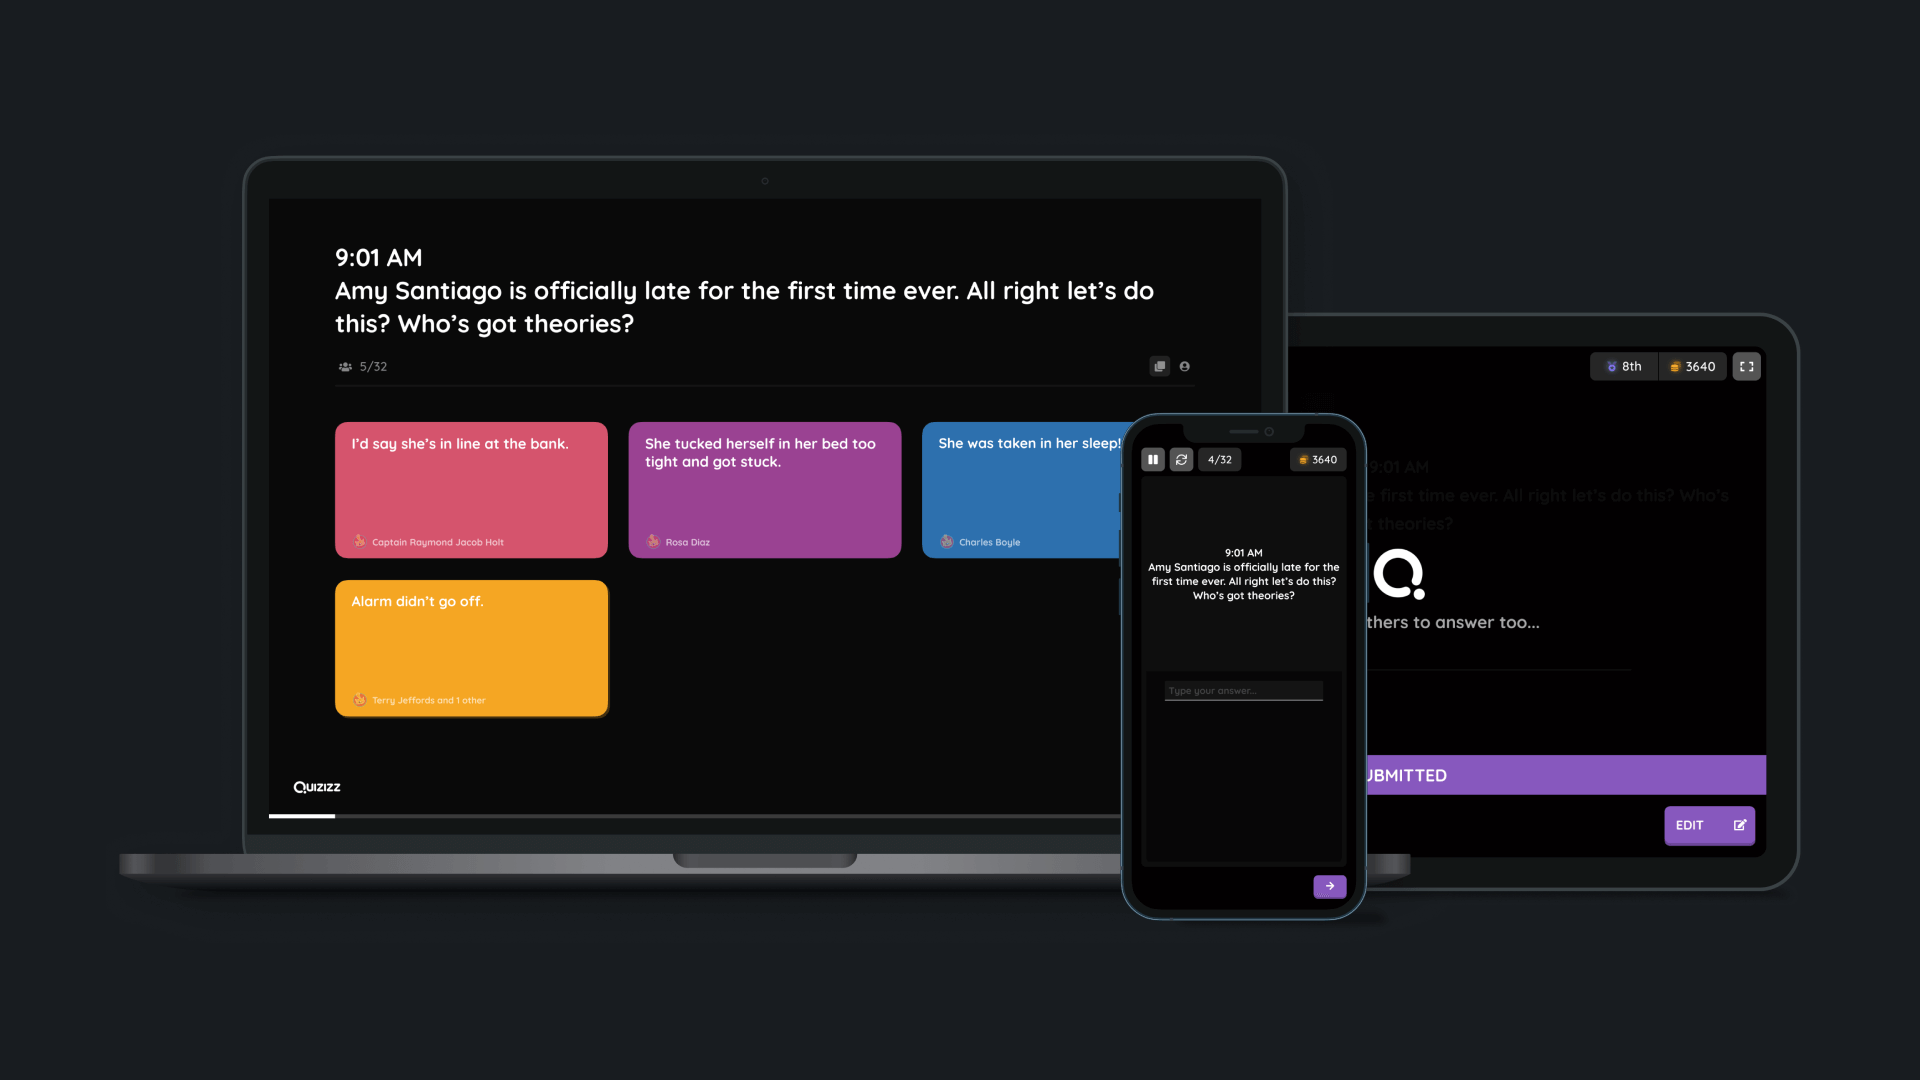 9:01 AM
Amy Santiago is officially late for the first time ever. All right let's do
this? Who's got theories?
5/32
I'd say she's in line at the bank.
Captain Raymond Jacob Holt
She tucked herself in her bed too
tight and got stuck.
Rosa Diaz
She was taken in her sleep!
Charles Boyle
Alarm didn't go off.
Terry Jeffords and 1 other
QUIZIZZ
4/32
3640
9:01 AM
Amy Santiago is officially late for the
first time ever. All right let's do this?
Who's got theories?
Type your answer...
8th
3640
9:01 AM
e first time ever. All right let's do this? Who's
t theories?
thers to answer too...
UBMITTED
EDIT